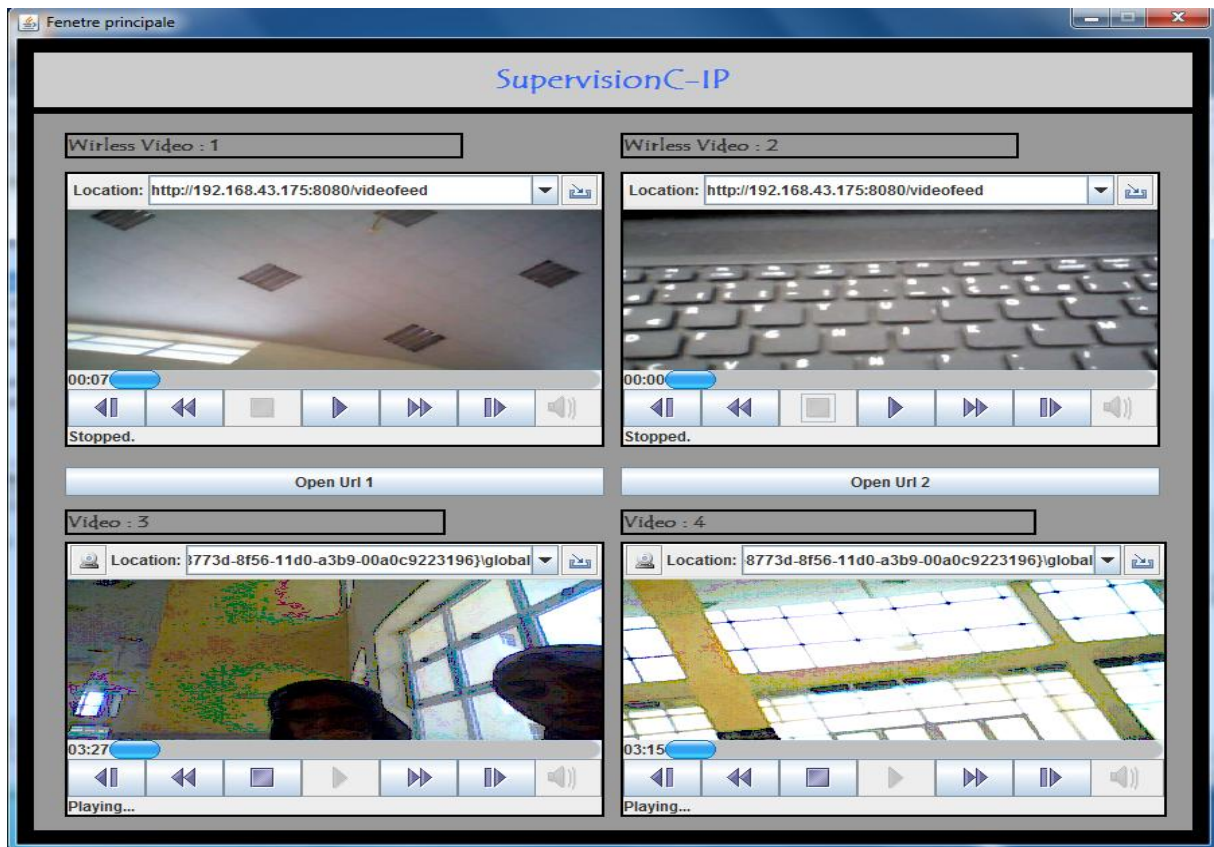 Fenetre principale
SupervisionC-IP
Wirless Video : 1
Location: http://192.168.43.175:8080/videofeed
00:07
Stopped.
Open Url 1
Wirless Video : 2
Location: http://192.168.43.175:8080/videofeed
00:00
Stopped.
Open Url 2
Video : 3
Location: 3773d-8f56-11d0-a3b9-00a0c9223196}\global
03:27
Playing...
Video : 4
Location: 8773d-8f56-11d0-a3b9-00a0c9223196}\global
03:15
Playing...